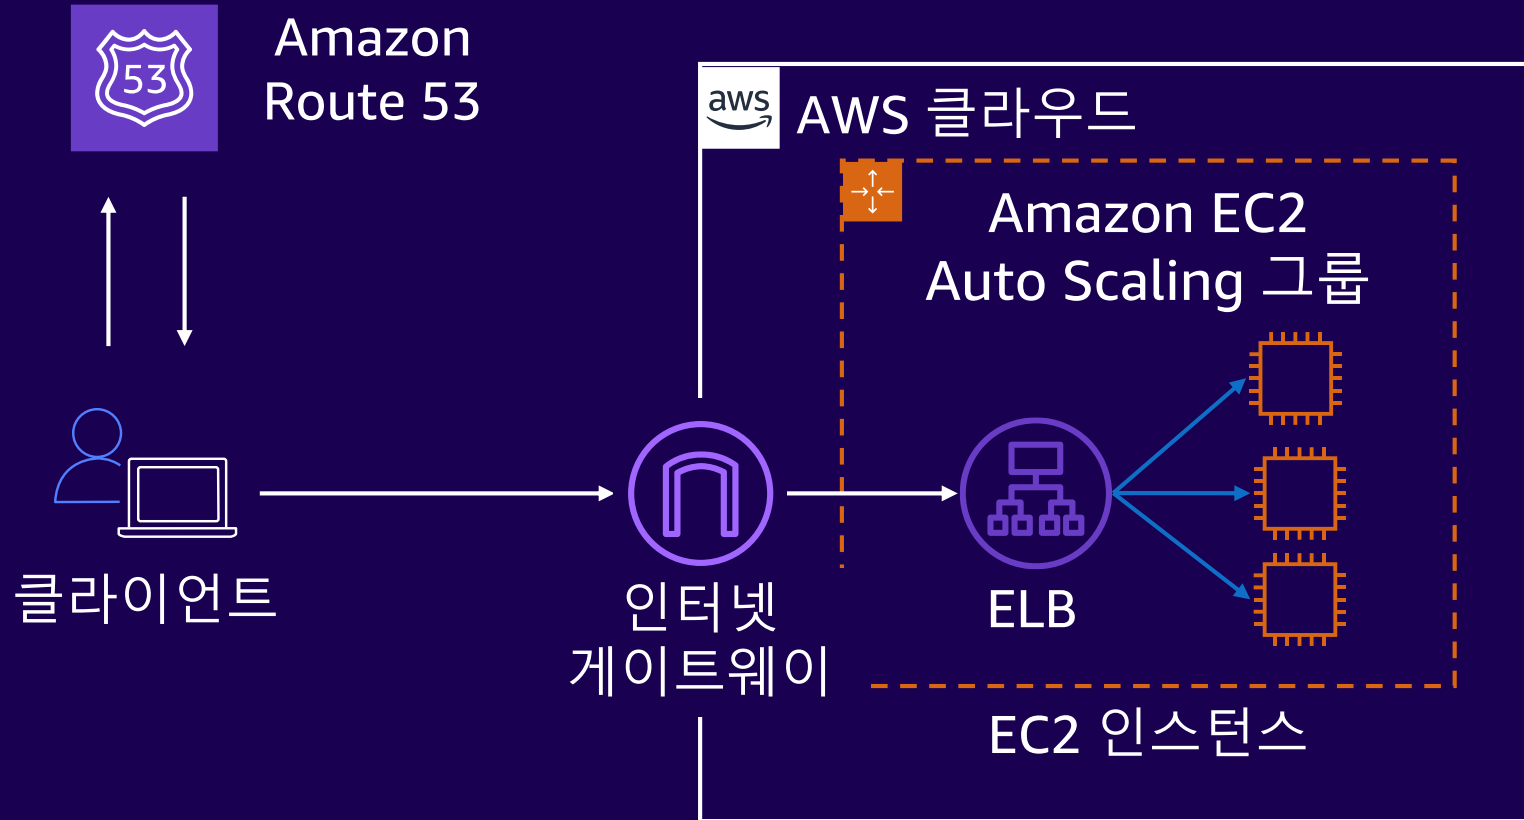 53
Amazon
Route 53
aws
AWS 클라우드
Amazon EC2
Auto Scaling 그룹
클라이언트
인터넷
게이트웨이
ELB
EC2 인스턴스